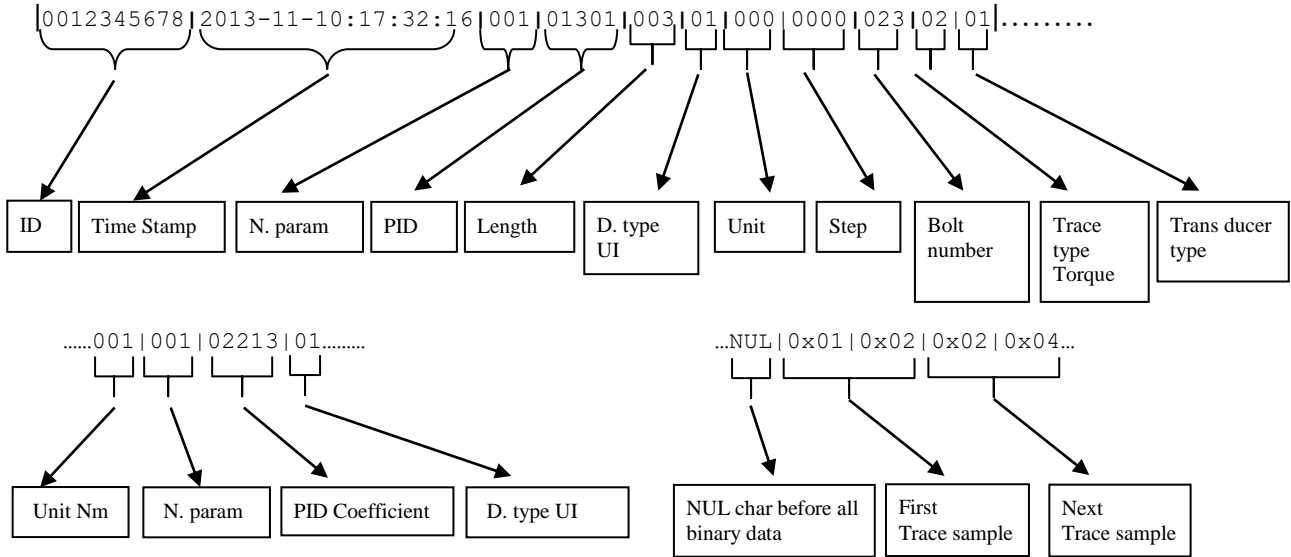 |0012345678|2013-11-10:17:32:16|001|01301|003|01|000|0000|023|02|01|.........
ID
Time Stamp
N. param
PID
Length
D. type
UI
Unit
Step
Bolt
number
Trace
type
Torque
Trans ducer
type
……001|001|02213|01………
…NUL|0x01|0x02|0x02|0x04…
Unit Nm
N. param
PID Coefficient
D. type UI
NUL char before all
binary data
First
Trace sample
Next
Trace sample